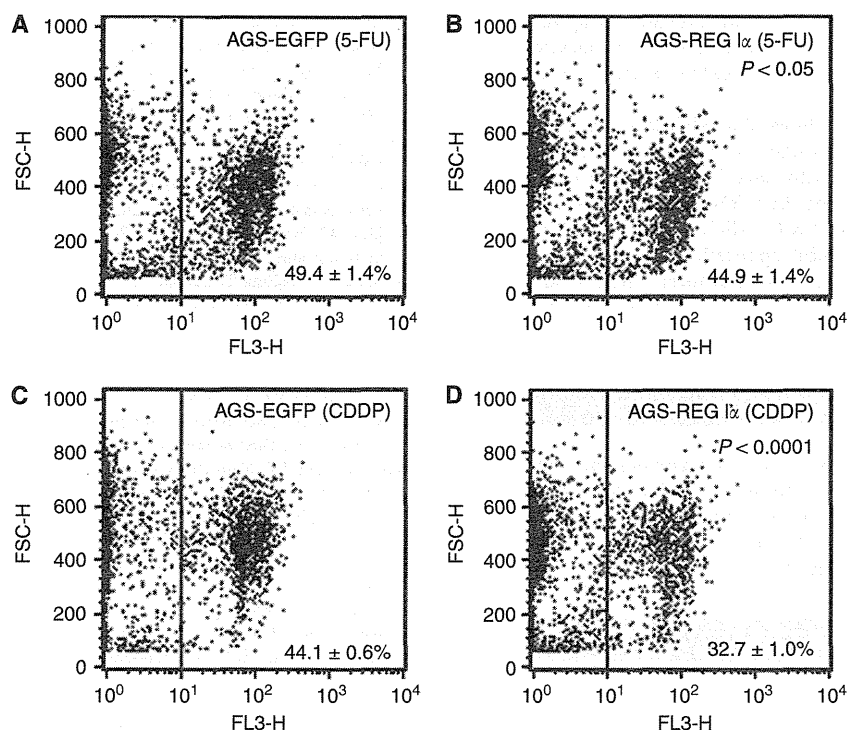 A
AGS-EGFP (5-FU)
1000
800
600
400
200
0
FSC-H
49.4 ± 1.4%
10⁰ 10¹ 10² 10³ 10⁴
FL3-H
B
AGS-REG Iα (5-FU)
P < 0.05
1000
800
600
400
200
0
FSC-H
44.9 ± 1.4%
10⁰ 10¹ 10² 10³ 10⁴
FL3-H
C
AGS-EGFP (CDDP)
1000
800
600
400
200
0
FSC-H
44.1 ± 0.6%
10⁰ 10¹ 10² 10³ 10⁴
FL3-H
D
AGS-REG Iα (CDDP)
P < 0.0001
1000
800
600
400
200
0
FSC-H
32.7 ± 1.0%
10⁰ 10¹ 10² 10³ 10⁴
FL3-H